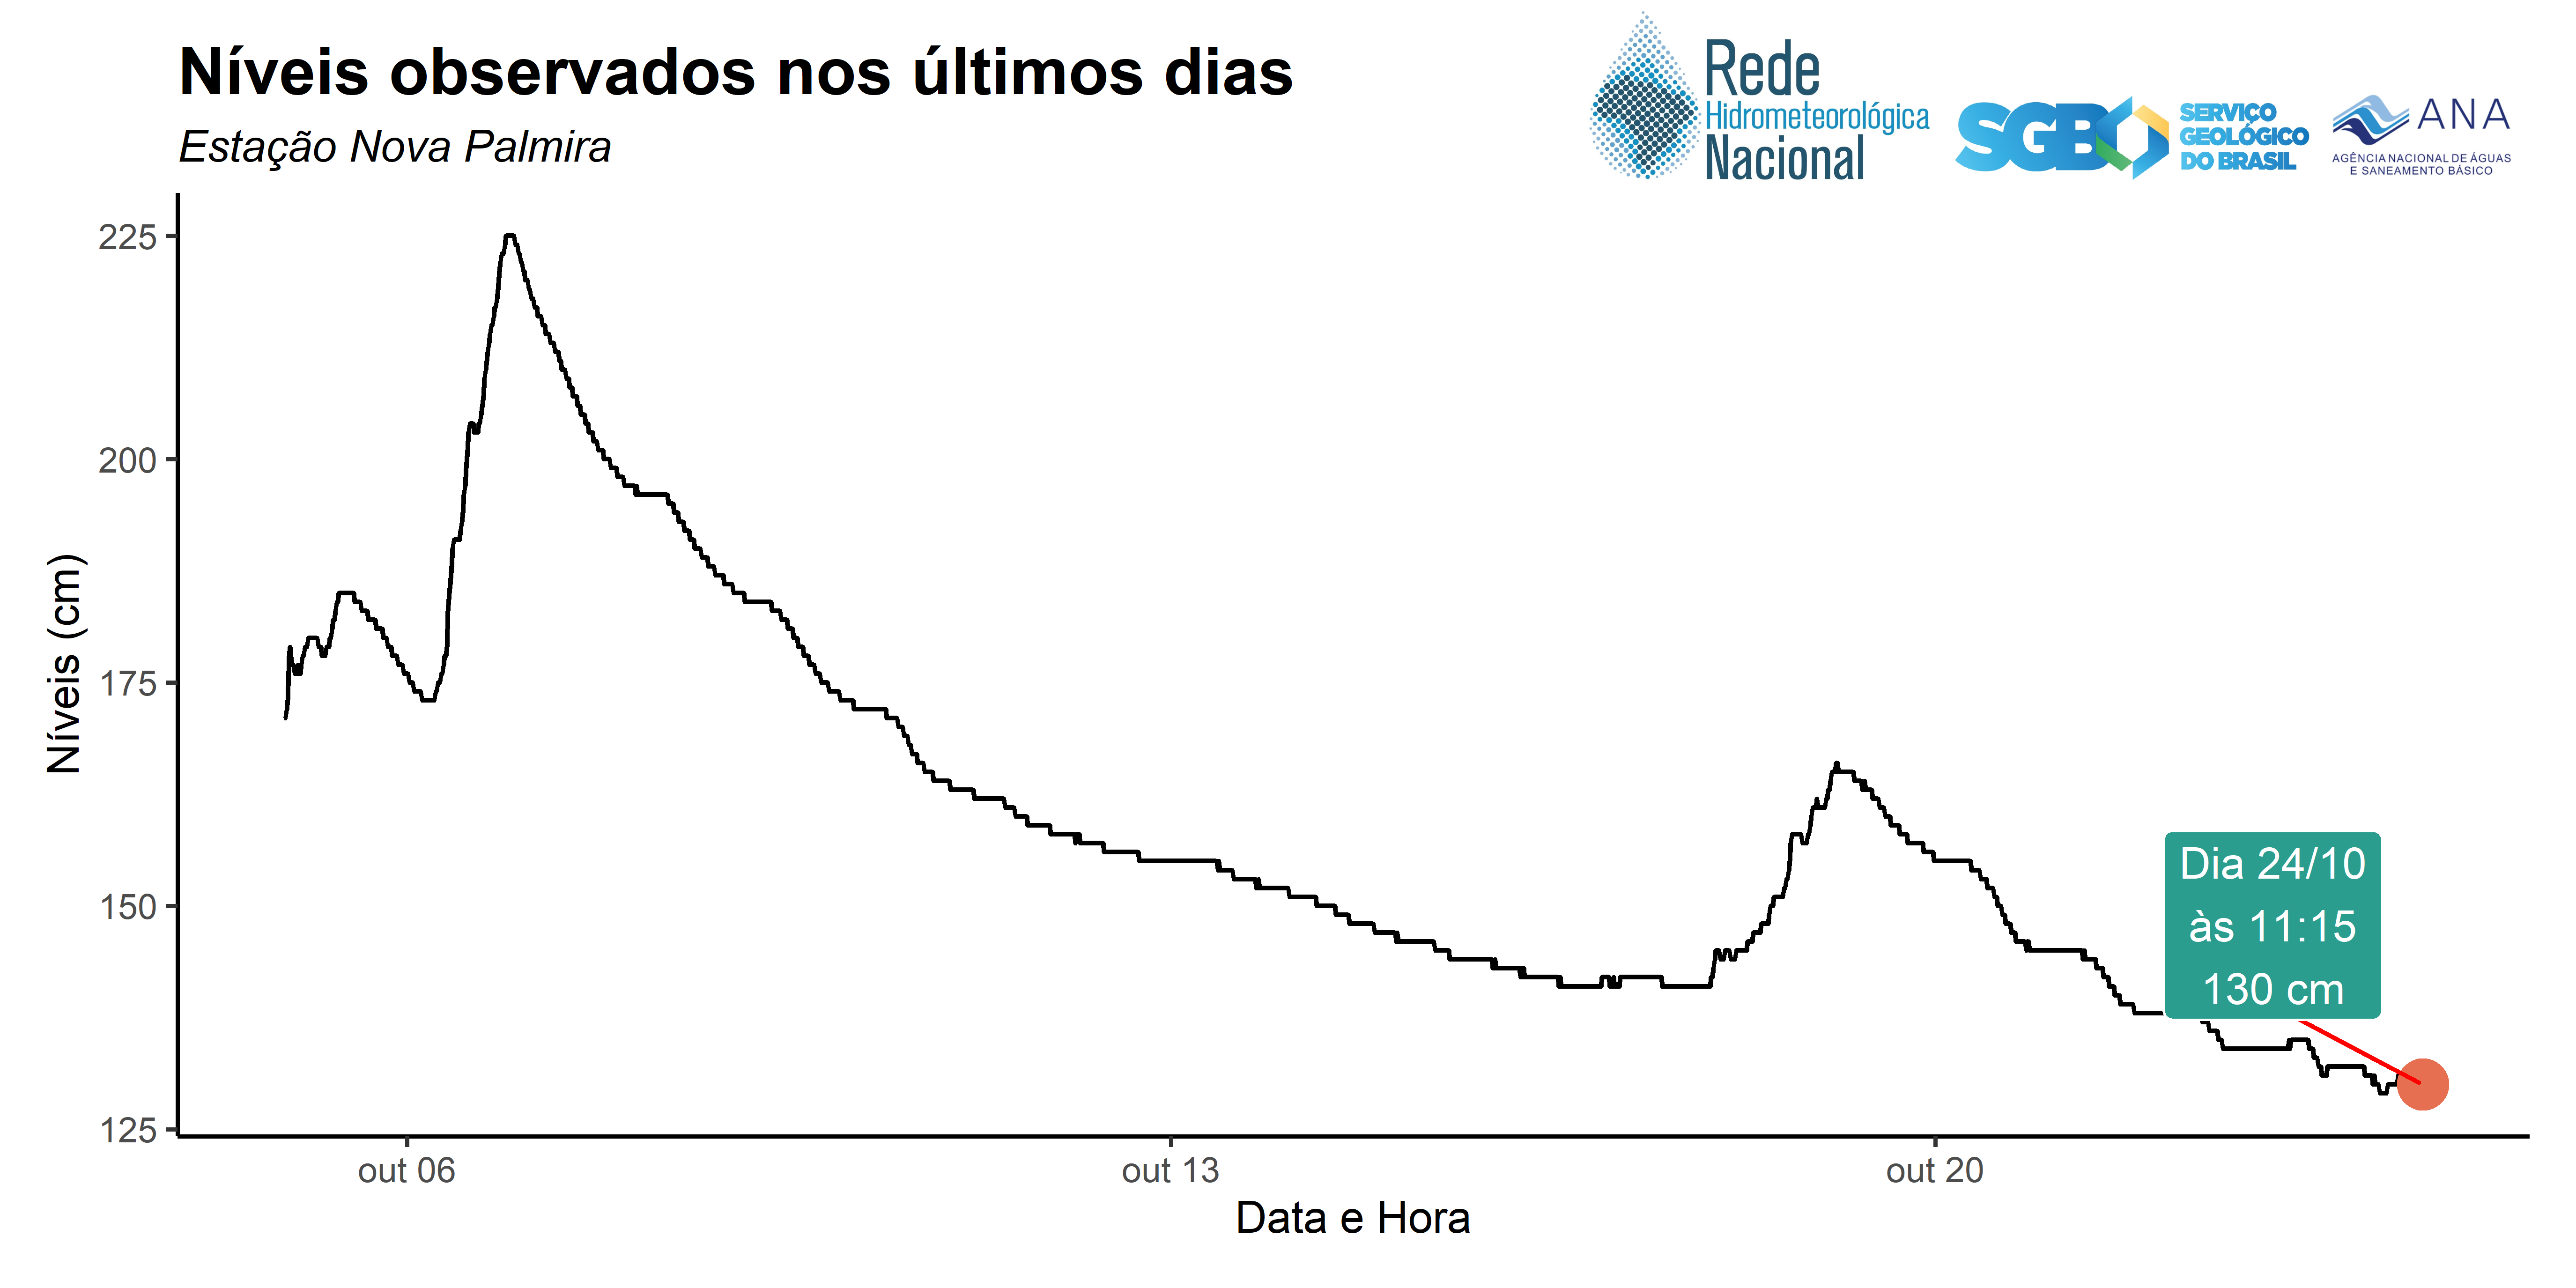 Níveis observados nos últimos dias
Estação Nova Palmira
Rede
Hidrometeorológica
Nacional
SGB
SERVIÇO
GEOLÓGICO
DO BRASIL
ANA
AGÊNCIA NACIONAL DE ÁGUAS
E SANEAMENTO BÁSICO
225
200
175
150
125
Níveis (cm)
Dia 24/10
às 11:15
130 cm
out 06
out 13
out 20
Data e Hora